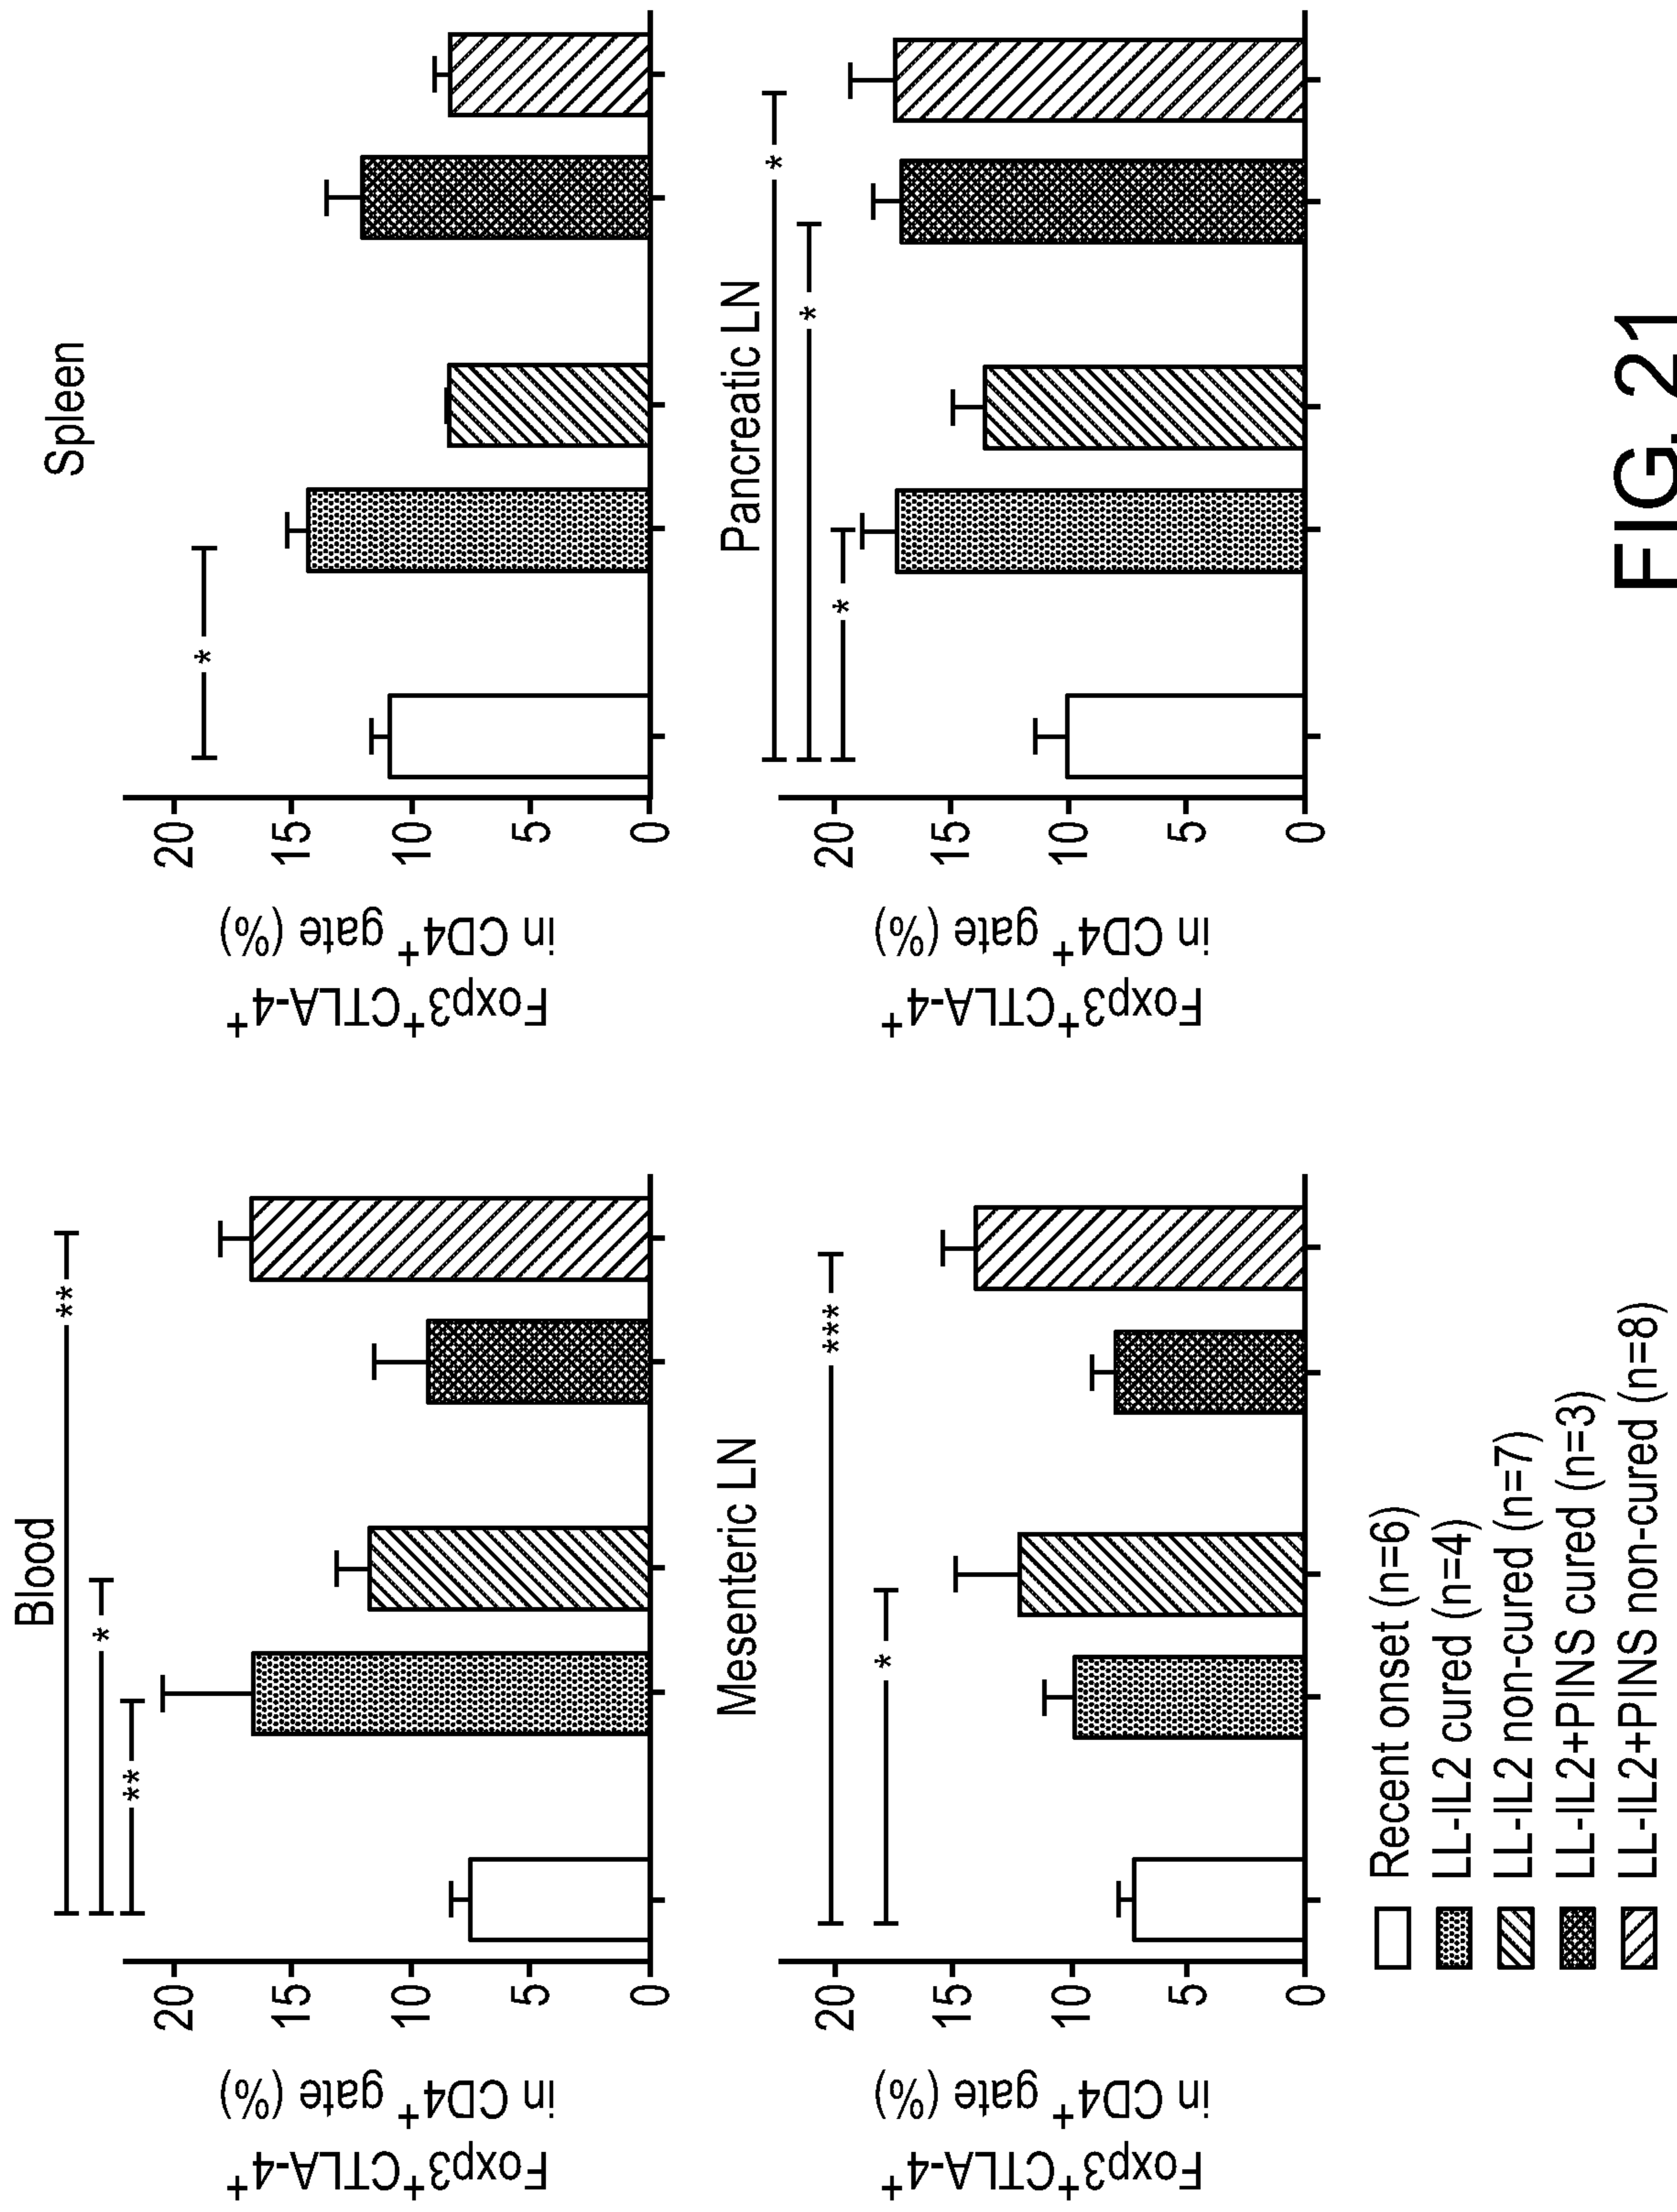 Blood
Foxp3+CTLA-4+
in CD4+ gate (%)
20
15
10
5
0
**
*
**
Spleen
Foxp3+CTLA-4+
in CD4+ gate (%)
20
15
10
5
0
*
Mesenteric LN
Foxp3+CTLA-4+
in CD4+ gate (%)
20
15
10
5
0
***
*
Pancreatic LN
Foxp3+CTLA-4+
in CD4+ gate (%)
20
15
10
5
0
*
*
*
Recent onset (n=6)
LL-IL2 cured (n=4)
LL-IL2 non-cured (n=7)
LL-IL2+PINS cured (n=3)
LL-IL2+PINS non-cured (n=8)
FIG. 21